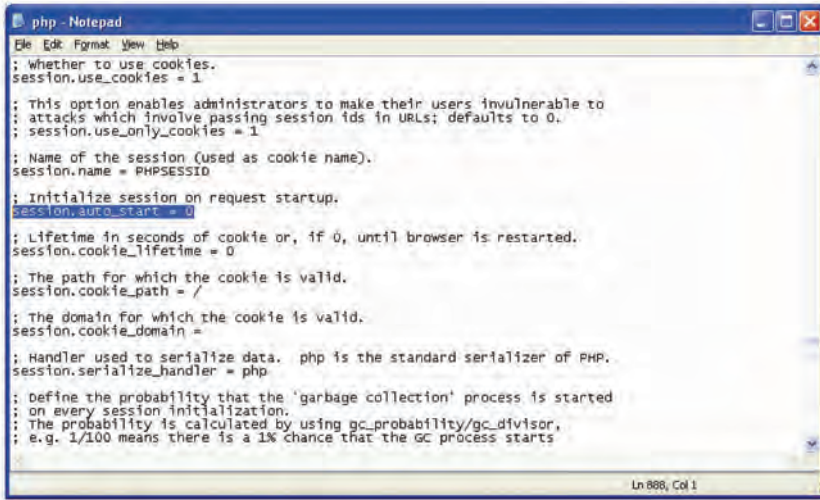 php - Notepad
File Edit Format View Help
; Whether to use cookies.
session.use_cookies = 1
; This option enables administrators to make their users invulnerable to
; attacks which involve passing session ids in URLs; defaults to 0.
; session.use_only_cookies = 1
; Name of the session (used as cookie name).
session.name = PHPSESSID
; Initialize session on request startup.
session.auto_start = 0
; Lifetime in seconds of cookie or, if 0, until browser is restarted.
session.cookie_lifetime = 0
; The path for which the cookie is valid.
session.cookie_path = /
; The domain for which the cookie is valid.
session.cookie_domain =
; Handler used to serialize data.  php is the standard serializer of PHP.
session.serialize_handler = php
; Define the probability that the 'garbage collection' process is started
; on every session initialization.
; The probability is calculated by using gc_probability/gc_divisor,
; e.g. 1/100 means there is a 1% chance that the GC process starts
Ln 888, Col 1